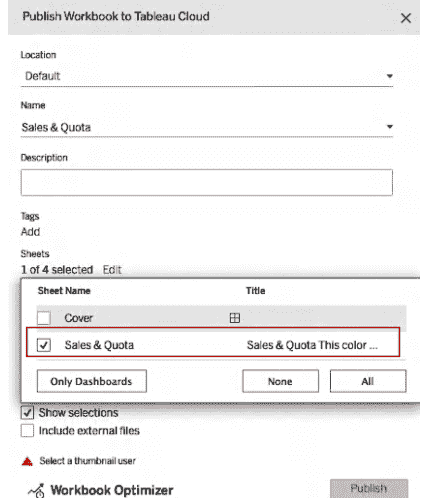 Publish Workbook to Tableau Cloud
Location
Default
Name
Sales & Quota
Description
Tags
Add
Sheets
1 of 4 selected Edit
Sheet Name Title
Cover
Sales & Quota Sales & Quota This color ...
Only Dashboards None All
Show selections
Include external files
Select a thumbnail user
Workbook Optimizer Publish